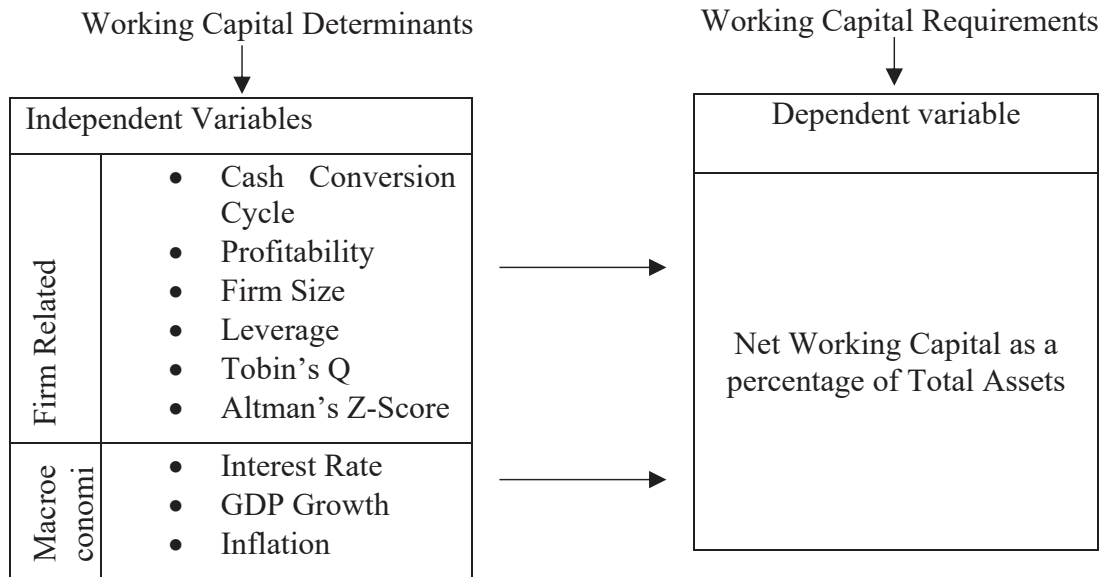 Working Capital Determinants
Working Capital Requirements
Independent Variables
Firm Related
• Cash Conversion
Cycle
• Profitability
• Firm Size
• Leverage
• Tobin’s Q
• Altman’s Z-Score
Macroe
conomi
• Interest Rate
• GDP Growth
• Inflation
Dependent variable
Net Working Capital as a
percentage of Total Assets